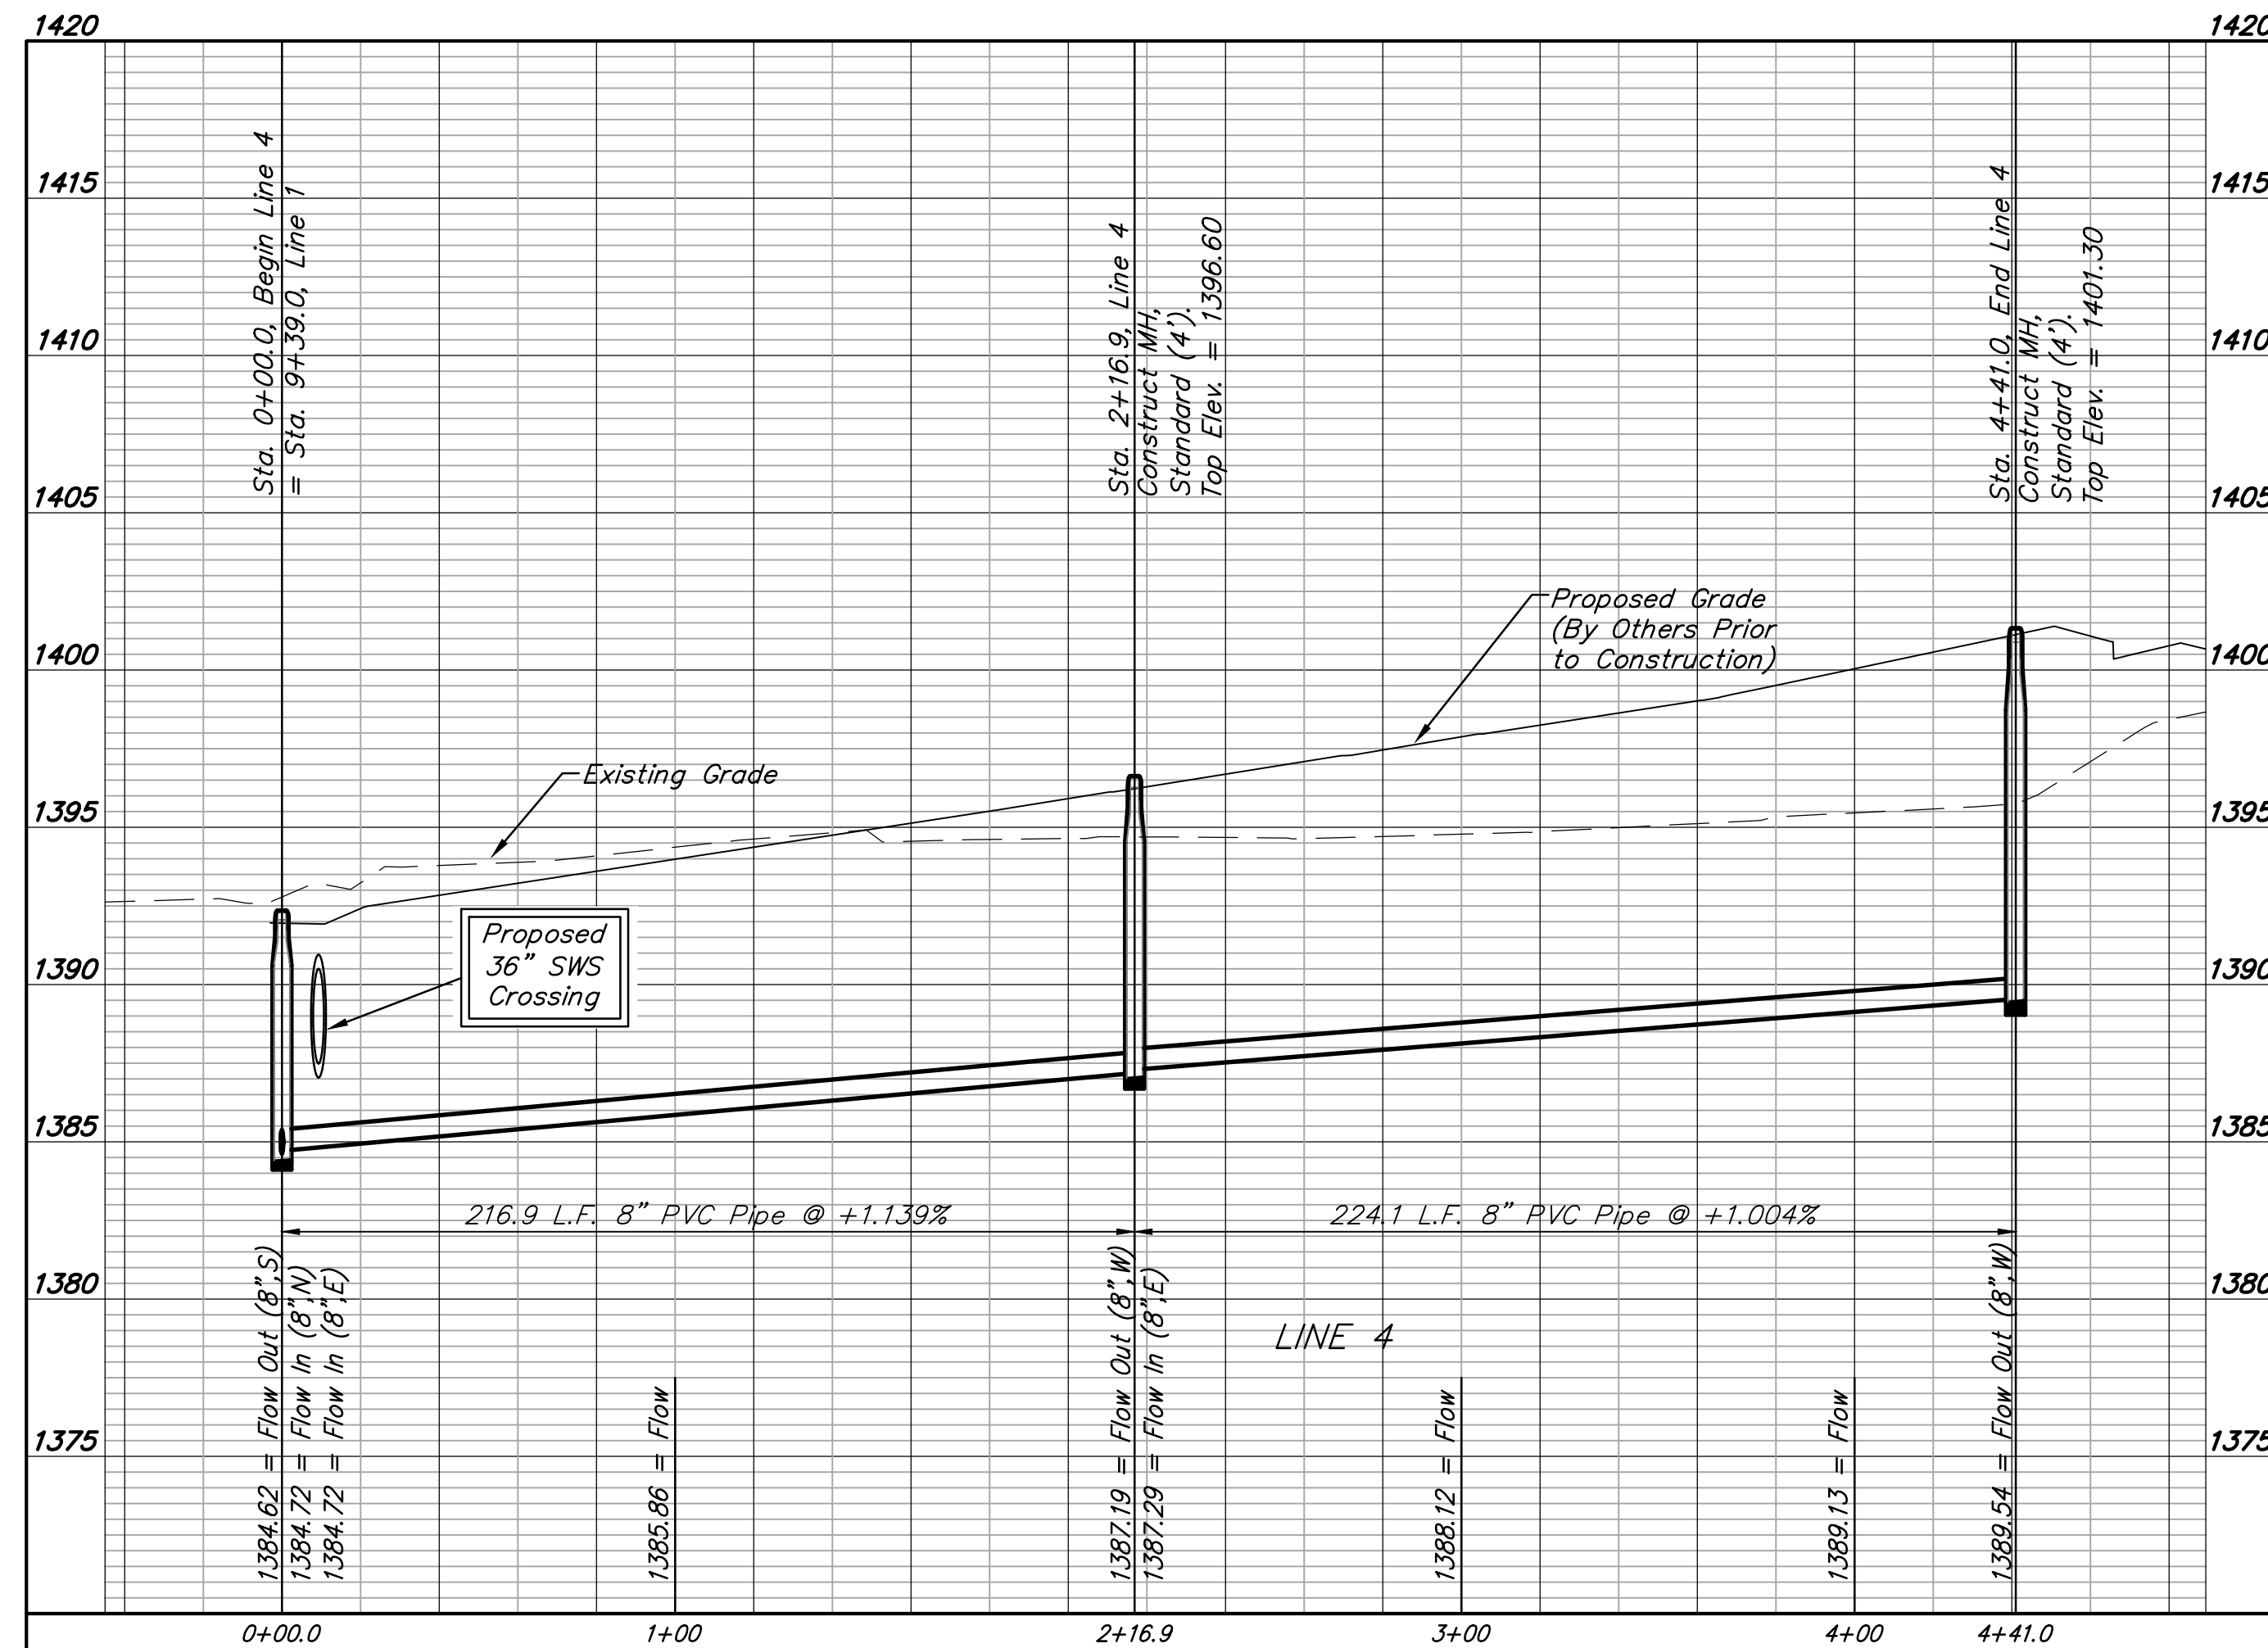 1420
1420
1415
1415
1410
1410
1405
1405
1400
1400
1395
1395
1390
1390
1385
1385
1380
1380
1375
1375
Sta. 0+00.0, Begin Line 4
= Sta. 9+39.0, Line 1
Sta. 2+16.9, Line 4
Construct MH,
Standard (4').
Top Elev. = 1396.60
Sta. 4+41.0, End Line 4
Construct MH,
Standard (4').
Top Elev. = 1401.30
Proposed Grade
(By Others Prior
to Construction)
Existing Grade
Proposed
36" SWS
Crossing
216.9 L.F. 8" PVC Pipe @ +1.139%
224.1 L.F. 8" PVC Pipe @ +1.004%
LINE 4
1384.62 = Flow Out (8",S)
1384.72 = Flow In (8",N)
1384.72 = Flow In (8",E)
1385.86 = Flow
1387.19 = Flow Out (8",W)
1387.29 = Flow In (8",E)
1388.12 = Flow
1389.13 = Flow
1389.54 = Flow Out (8",W)
0+00.0
1+00
2+16.9
3+00
4+00
4+41.0